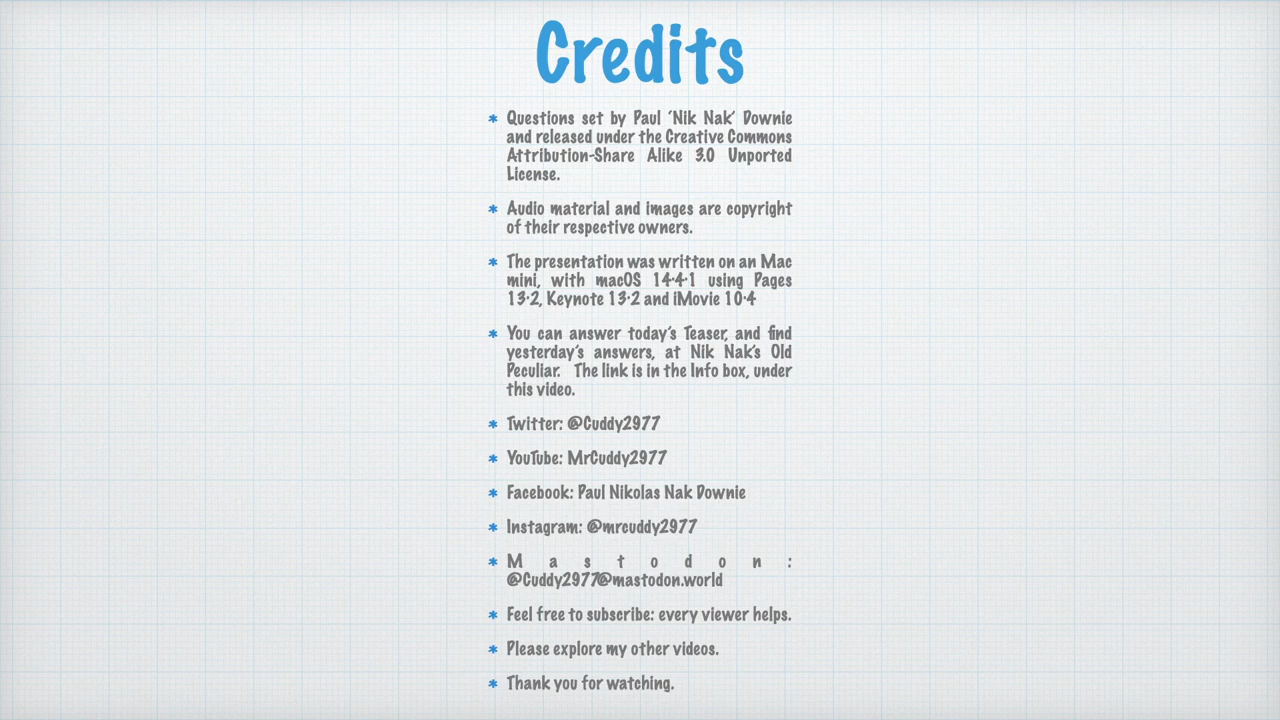 Credits
* Questions set by Paul ‘Nik Nak’ Downie
and released under the Creative Commons
Attribution-Share Alike 3.0 Unported
License.
* Audio material and images are copyright
of their respective owners.
* The presentation was written on an Mac
mini, with macOS 14·4·1 using Pages
13·2, Keynote 13·2 and iMovie 10·4
* You can answer today’s Teaser, and find
yesterday’s answers, at Nik Nak’s Old
Peculiar. The link is in the Info box, under
this video.
* Twitter: @Cuddy2977
* YouTube: MrCuddy2977
* Facebook: Paul Nikolas Nak Downie
* Instagram: @mrcuddy2977
* M a s t o d o n :
@Cuddy2977@mastodon.world
* Feel free to subscribe: every viewer helps.
* Please explore my other videos.
* Thank you for watching.